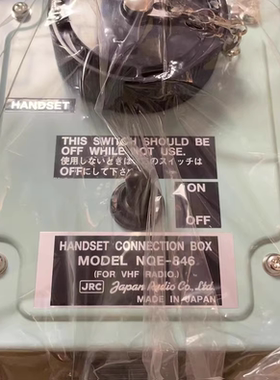 HANDSET
THIS SWITCH SHOULD BE
OFF WHILE NOT USE.
使用しないときは のスイッチは
OFFにして下さ
ON
OFF
HANDSET CONNECTION BOX
MODEL NQE-846
(FOR VHF RADIO.)
JRC Japan Radio Co., Ltd.
MADE IN JAPAN